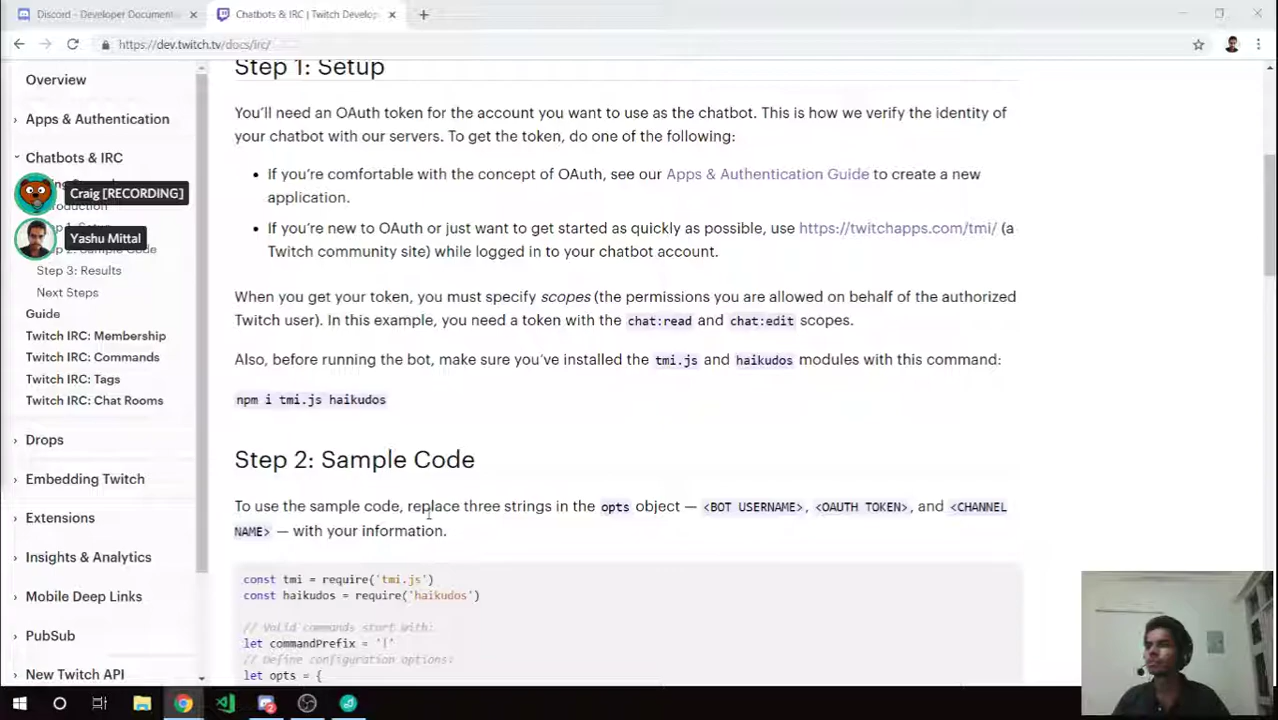 Discord - Developer Documentat
Chatbots & IRC | Twitch Develop
https://dev.twitch.tv/docs/irc/
Overview
Apps & Authentication
Chatbots & IRC
Craig [RECORDING]
Yashu Mittal
Step 3: Results
Next Steps
Guide
Twitch IRC: Membership
Twitch IRC: Commands
Twitch IRC: Tags
Twitch IRC: Chat Rooms
Drops
Embedding Twitch
Extensions
Insights & Analytics
Mobile Deep Links
PubSub
New Twitch API
Step 1: Setup
You'll need an OAuth token for the account you want to use as the chatbot. This is how we verify the identity of
your chatbot with our servers. To get the token, do one of the following:
• If you're comfortable with the concept of OAuth, see our Apps & Authentication Guide to create a new
application.
• If you're new to OAuth or just want to get started as quickly as possible, use https://twitchapps.com/tmi/ (a
Twitch community site) while logged in to your chatbot account.
When you get your token, you must specify scopes (the permissions you are allowed on behalf of the authorized
Twitch user). In this example, you need a token with the chat:read and chat:edit scopes.
Also, before running the bot, make sure you've installed the tmi.js and haikudos modules with this command:
npm i tmi.js haikudos
Step 2: Sample Code
To use the sample code, replace three strings in the opts object — <BOT USERNAME>, <OAUTH TOKEN>, and <CHANNEL
NAME> — with your information.
const tmi = require('tmi.js')
const haikudos = require('haikudos')
// Valid commands start with:
let commandPrefix = '!'
// Define configuration options:
let opts = {